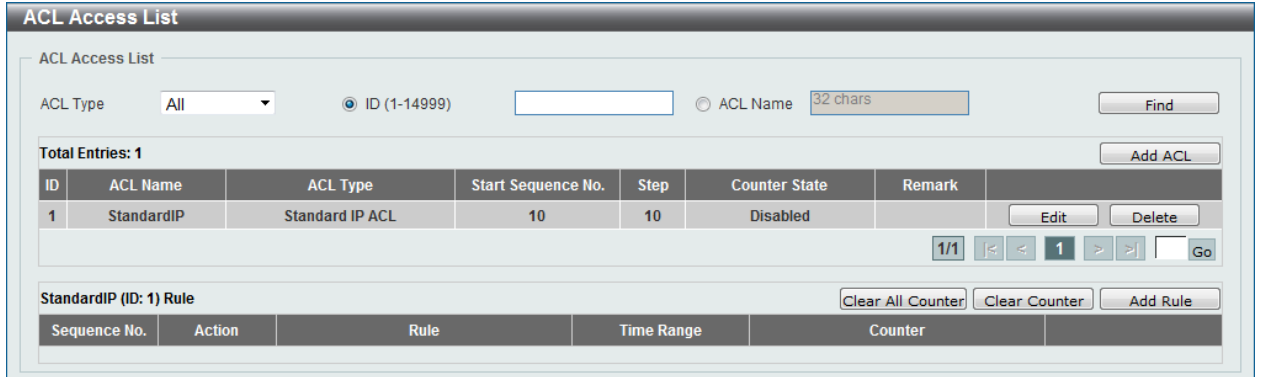 ACL Access List
ACL Access List
ACL Type All ID (1-14999) ACL Name 32 chars Find
Total Entries: 1 Add ACL
ID ACL Name ACL Type Start Sequence No. Step Counter State Remark
1 StandardIP Standard IP ACL 10 10 Disabled Edit Delete
1/1 |< < 1 > >| Go
StandardIP (ID: 1) Rule Clear All Counter Clear Counter Add Rule
Sequence No. Action Rule Time Range Counter